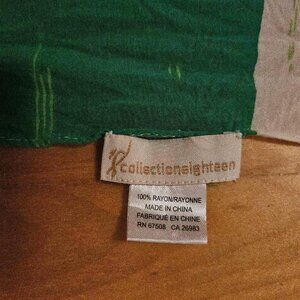 collectioneighteen
100% RAYON/RAYONNE
MADE IN CHINA
FABRIQUÉ EN CHINE
RN 67508 CA 26983